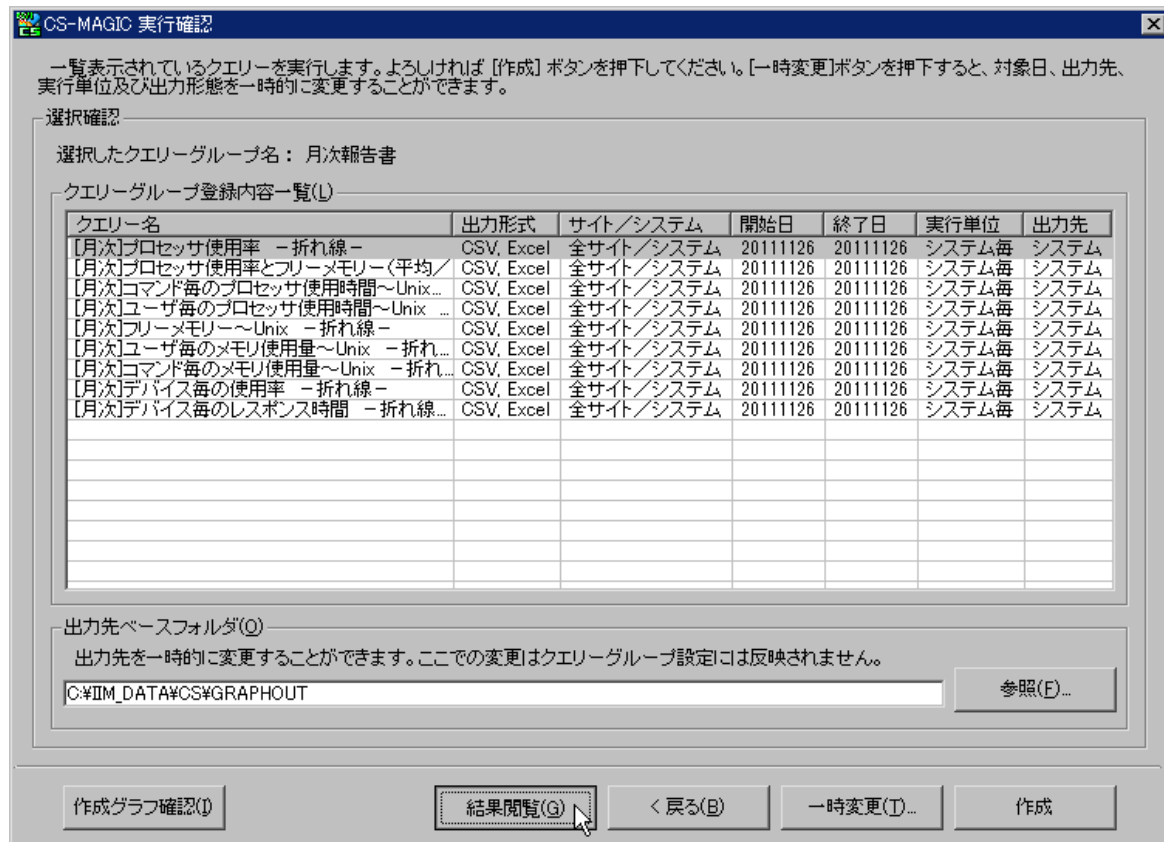 CS-MAGIC 実行確認
一覧表示されているクエリーを実行します。よろしければ [作成] ボタンを押下してください。[一時変更]ボタンを押下すると、対象日、出力先、
実行単位及び出力形態を一時的に変更することができます。
選択確認
選択したクエリーグループ名： 月次報告書
クエリーグループ登録内容一覧(L)
クエリー名 出力形式 サイト／システム 開始日 終了日 実行単位 出力先
[月次]プロセッサ使用率 －折れ線－ CSV, Excel 全サイト／システム 20111126 20111126 システム毎 システム
[月次]プロセッサ使用率とフリーメモリー（平均／ CSV, Excel 全サイト／システム 20111126 20111126 システム毎 システム
[月次]コマンド毎のプロセッサ使用時間～Unix... CSV, Excel 全サイト／システム 20111126 20111126 システム毎 システム
[月次]ユーザ毎のプロセッサ使用時間～Unix ... CSV, Excel 全サイト／システム 20111126 20111126 システム毎 システム
[月次]フリーメモリー～Unix －折れ線－ CSV, Excel 全サイト／システム 20111126 20111126 システム毎 システム
[月次]ユーザ毎のメモリ使用量～Unix －折れ... CSV, Excel 全サイト／システム 20111126 20111126 システム毎 システム
[月次]コマンド毎のメモリ使用量～Unix －折れ... CSV, Excel 全サイト／システム 20111126 20111126 システム毎 システム
[月次]デバイス毎の使用率 －折れ線－ CSV, Excel 全サイト／システム 20111126 20111126 システム毎 システム
[月次]デバイス毎のレスポンス時間 －折れ線... CSV, Excel 全サイト／システム 20111126 20111126 システム毎 システム
出力先ベースフォルダ(O)
出力先を一時的に変更することができます。ここでの変更はクエリーグループ設定には反映されません。
C:¥IIM_DATA¥CS¥GRAPHOUT 参照(F)...
作成グラフ確認(I) 結果閲覧(G) < 戻る(B) 一時変更(T)... 作成